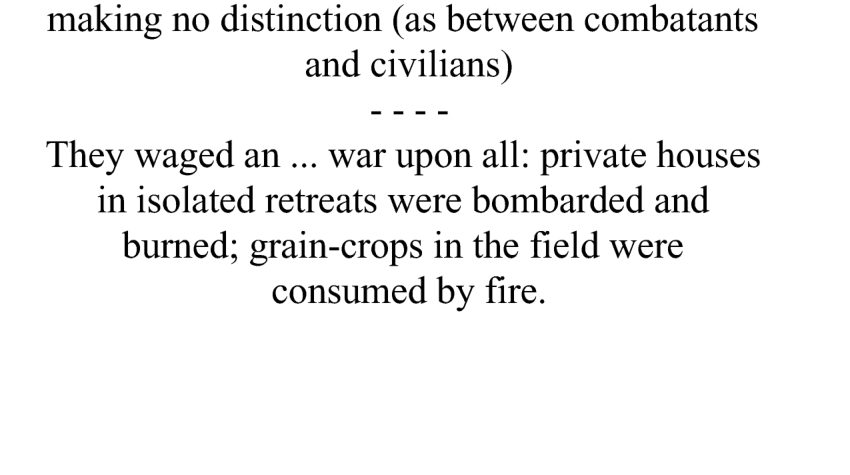 making no distinction (as between combatants
and civilians)
- - - -
They waged an ... war upon all: private houses
in isolated retreats were bombarded and
burned; grain-crops in the field were
consumed by fire.